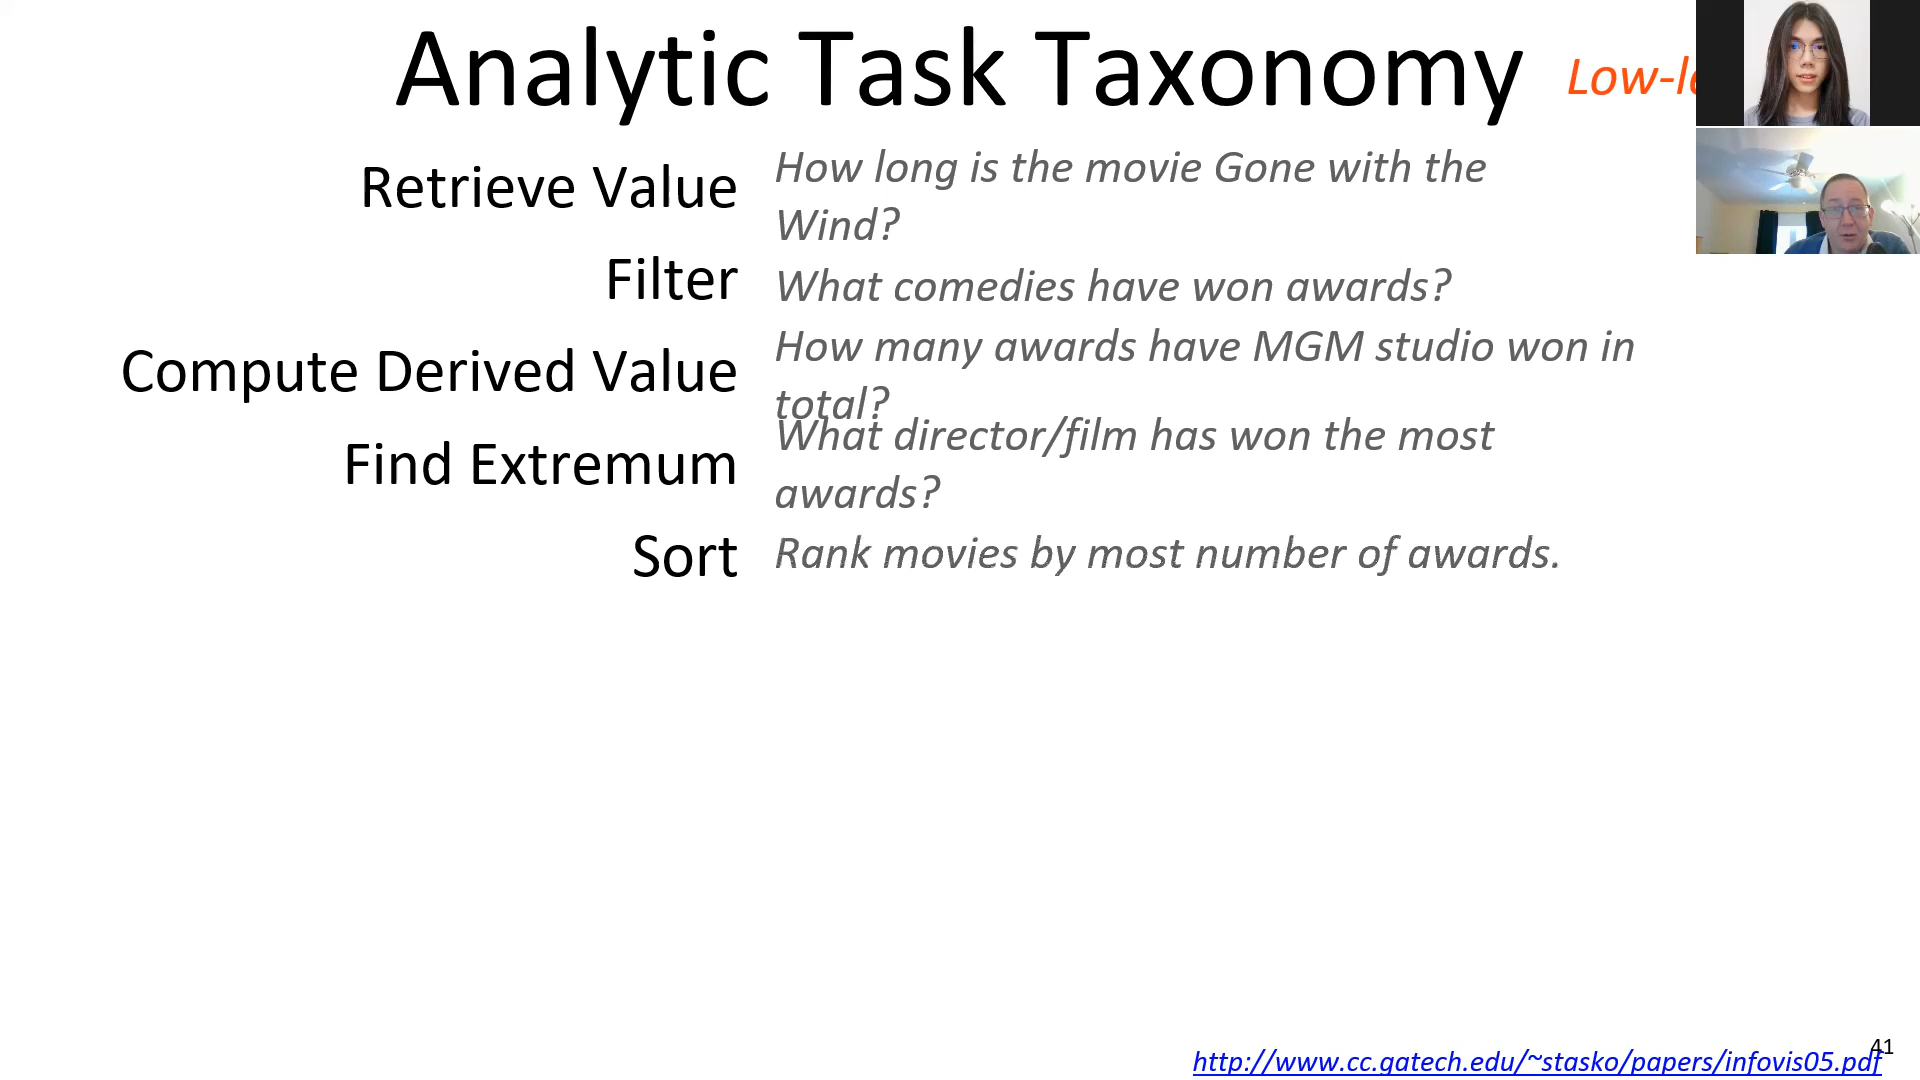 Analytic Task Taxonomy
Retrieve Value
How long is the movie Gone with the
Wind?
Filter
What comedies have won awards?
Compute Derived Value
How many awards have MGM studio won in
total?
Find Extremum
What director/film has won the most
awards?
Sort
Rank movies by most number of awards.
41
http://www.cc.gatech.edu/~stasko/papers/infovis05.pdf